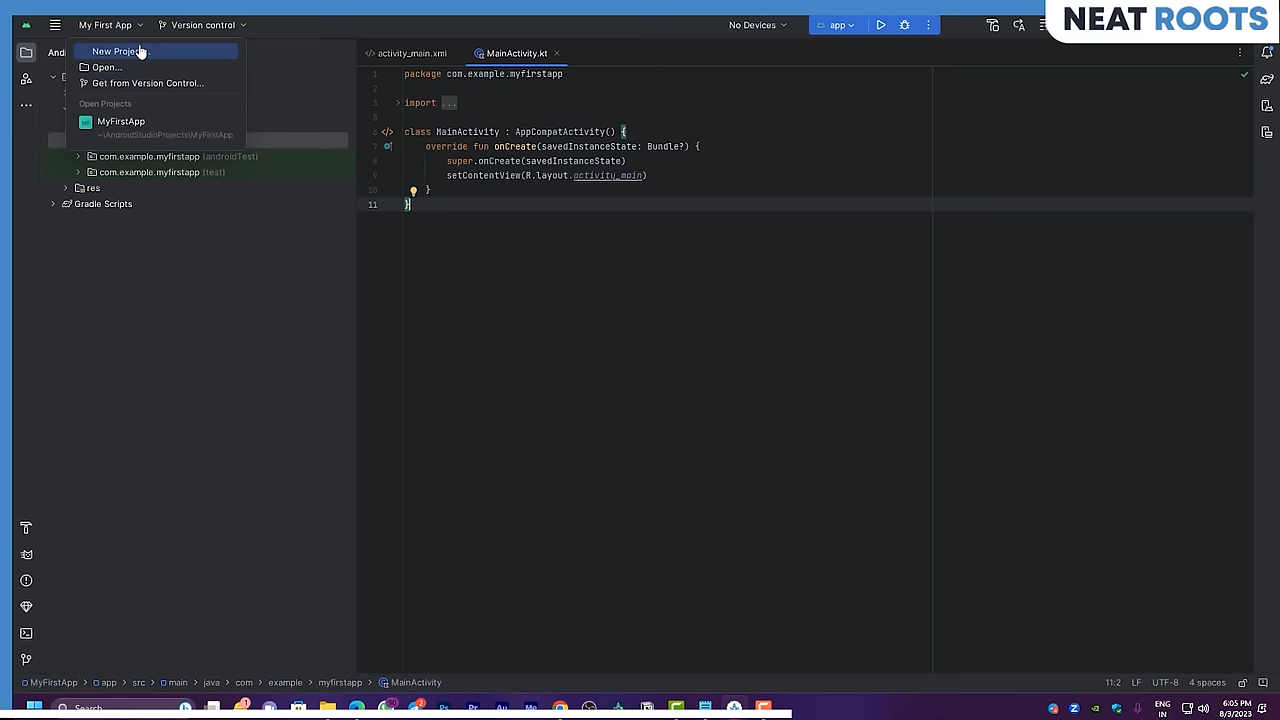 NEAT ROOTS
My First App
Version control
No Devices
app
New Project...
Open...
Get from Version Control...
Open Projects
MyFirstApp
~\AndroidStudioProjects\MyFirstApp
com.example.myfirstapp (androidTest)
com.example.myfirstapp (test)
res
Gradle Scripts
activity_main.xml
MainActivity.kt
1 package com.example.myfirstapp
2
3 import ...
5
6 class MainActivity : AppCompatActivity() {
7 override fun onCreate(savedInstanceState: Bundle?) {
8 super.onCreate(savedInstanceState)
9 setContentView(R.layout.activity_main)
10 }
11 }
MyFirstApp > app > src > main > java > com > example > myfirstapp > MainActivity
11:2 LF UTF-8 4 spaces
Search
ENG
IN
6:05 PM
8/3/2023